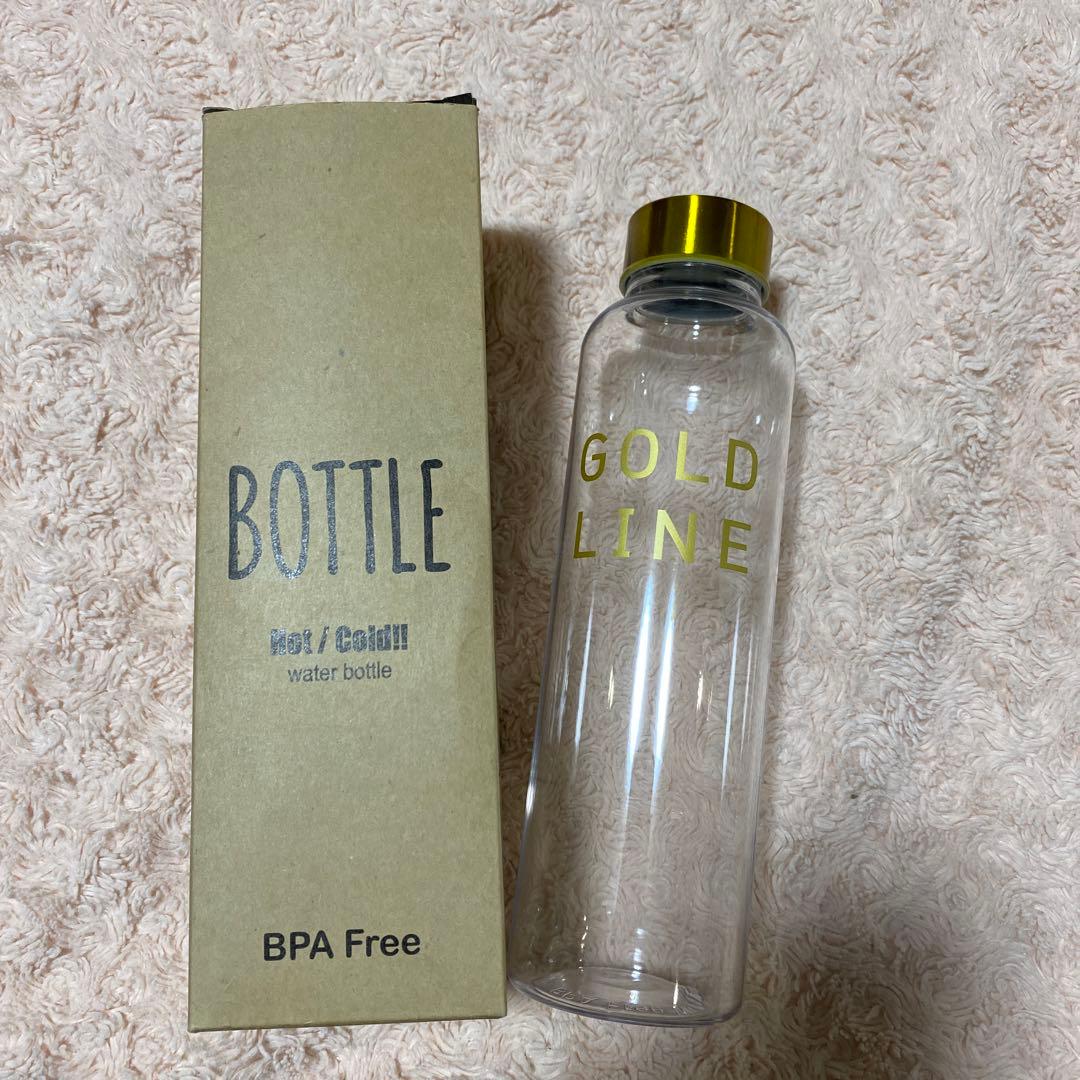 BOTTLE
Hot / Cold!!
water bottle
BPA Free
GOLD
LINE